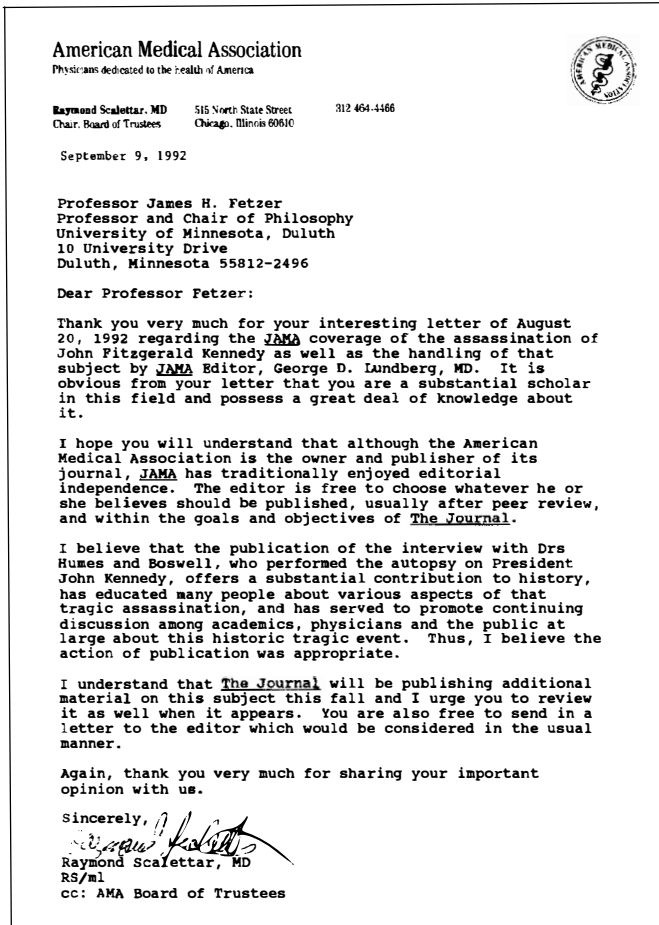 American Medical Association
Physicians dedicated to the health of America
AMERICAN MEDICAL ASSOCIATION
Raymond Scalettar, MD 515 North State Street 312 464-4466
Chair, Board of Trustees Chicago, Illinois 60610
September 9, 1992
Professor James H. Fetzer
Professor and Chair of Philosophy
University of Minnesota, Duluth
10 University Drive
Duluth, Minnesota 55812-2496
Dear Professor Fetzer:
Thank you very much for your interesting letter of August
20, 1992 regarding the JAMA coverage of the assassination of
John Fitzgerald Kennedy as well as the handling of that
subject by JAMA Editor, George D. Lundberg, MD. It is
obvious from your letter that you are a substantial scholar
in this field and possess a great deal of knowledge about
it.
I hope you will understand that although the American
Medical Association is the owner and publisher of its
journal, JAMA has traditionally enjoyed editorial
independence. The editor is free to choose whatever he or
she believes should be published, usually after peer review,
and within the goals and objectives of The Journal.
I believe that the publication of the interview with Drs
Humes and Boswell, who performed the autopsy on President
John Kennedy, offers a substantial contribution to history,
has educated many people about various aspects of that
tragic assassination, and has served to promote continuing
discussion among academics, physicians and the public at
large about this historic tragic event. Thus, I believe the
action of publication was appropriate.
I understand that The Journal will be publishing additional
material on this subject this fall and I urge you to review
it as well when it appears. You are also free to send in a
letter to the editor which would be considered in the usual
manner.
Again, thank you very much for sharing your important
opinion with us.
Sincerely,
Raymond Scalettar, MD
RS/ml
cc: AMA Board of Trustees